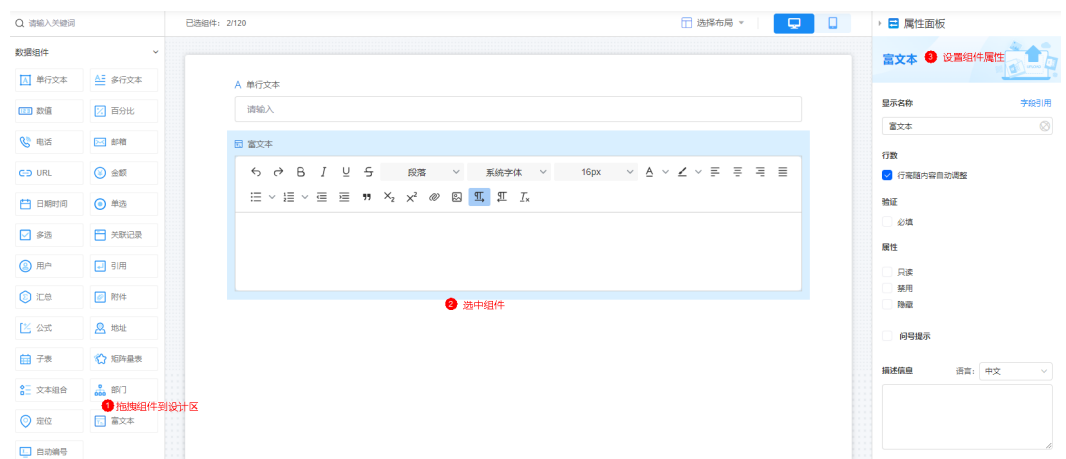 请输入关键词
已选组件: 2/120
选择布局
属性面板
数据组件
单行文本
多行文本
数值
百分比
电话
邮箱
URL
金额
日期时间
单选
多选
关联记录
用户
引用
汇总
附件
公式
地址
子表
矩阵量表
文本组合
部门
1 拖拽组件到设计区
定位
富文本
自动编号
单行文本
请输入
富文本
段落
系统字体
16px
2 选中组件
富文本
3 设置组件属性
显示名称
字段引用
富文本
行数
行高随内容自动调整
验证
必填
属性
只读
禁用
隐藏
问号提示
描述信息
语言: 中文